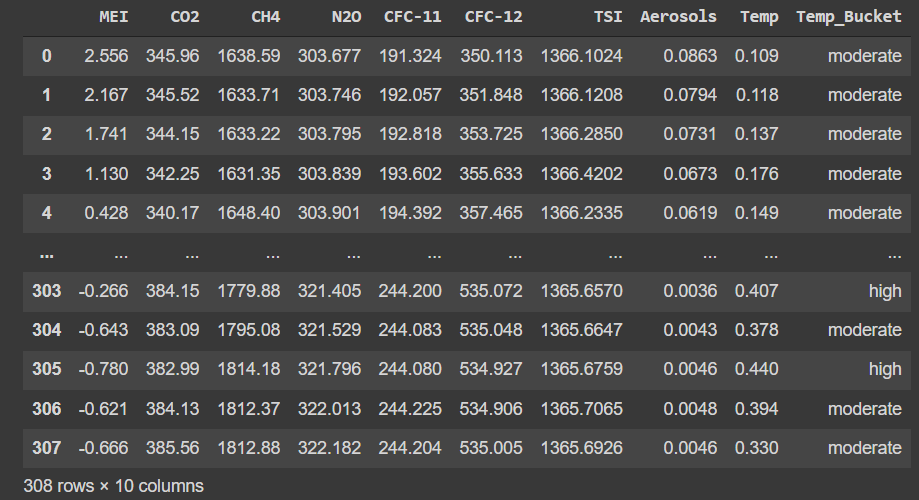 MEI CO2 CH4 N2O CFC-11 CFC-12 TSI Aerosols Temp Temp_Bucket
0 2.556 345.96 1638.59 303.677 191.324 350.113 1366.1024 0.0863 0.109 moderate
1 2.167 345.52 1633.71 303.746 192.057 351.848 1366.1208 0.0794 0.118 moderate
2 1.741 344.15 1633.22 303.795 192.818 353.725 1366.2850 0.0731 0.137 moderate
3 1.130 342.25 1631.35 303.839 193.602 355.633 1366.4202 0.0673 0.176 moderate
4 0.428 340.17 1648.40 303.901 194.392 357.465 1366.2335 0.0619 0.149 moderate
... ... ... ... ... ... ... ... ... ... ...
303 -0.266 384.15 1779.88 321.405 244.200 535.072 1365.6570 0.0036 0.407 high
304 -0.643 383.09 1795.08 321.529 244.083 535.048 1365.6647 0.0043 0.378 moderate
305 -0.780 382.99 1814.18 321.796 244.080 534.927 1365.6759 0.0046 0.440 high
306 -0.621 384.13 1812.37 322.013 244.225 534.906 1365.7065 0.0048 0.394 moderate
307 -0.666 385.56 1812.88 322.182 244.204 535.005 1365.6926 0.0046 0.330 moderate
308 rows × 10 columns